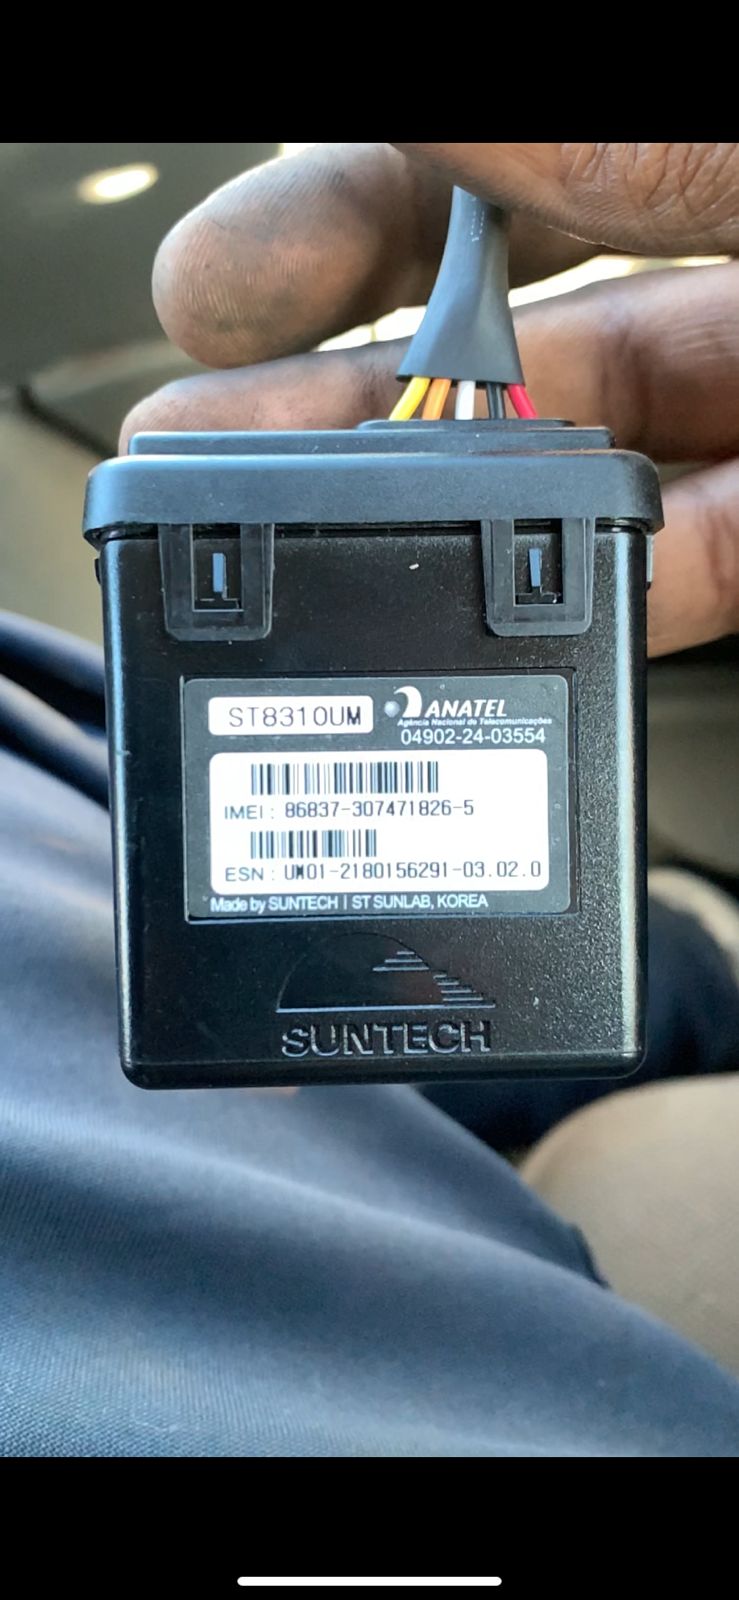 ST8310UM
ANATEL
Agência Nacional de Telecomunicações
04902-24-03554
IMEI : 86837-307471826-5
ESN : UM01-2180156291-03.02.0
Made by SUNTECH | ST SUNLAB, KOREA
SUNTECH